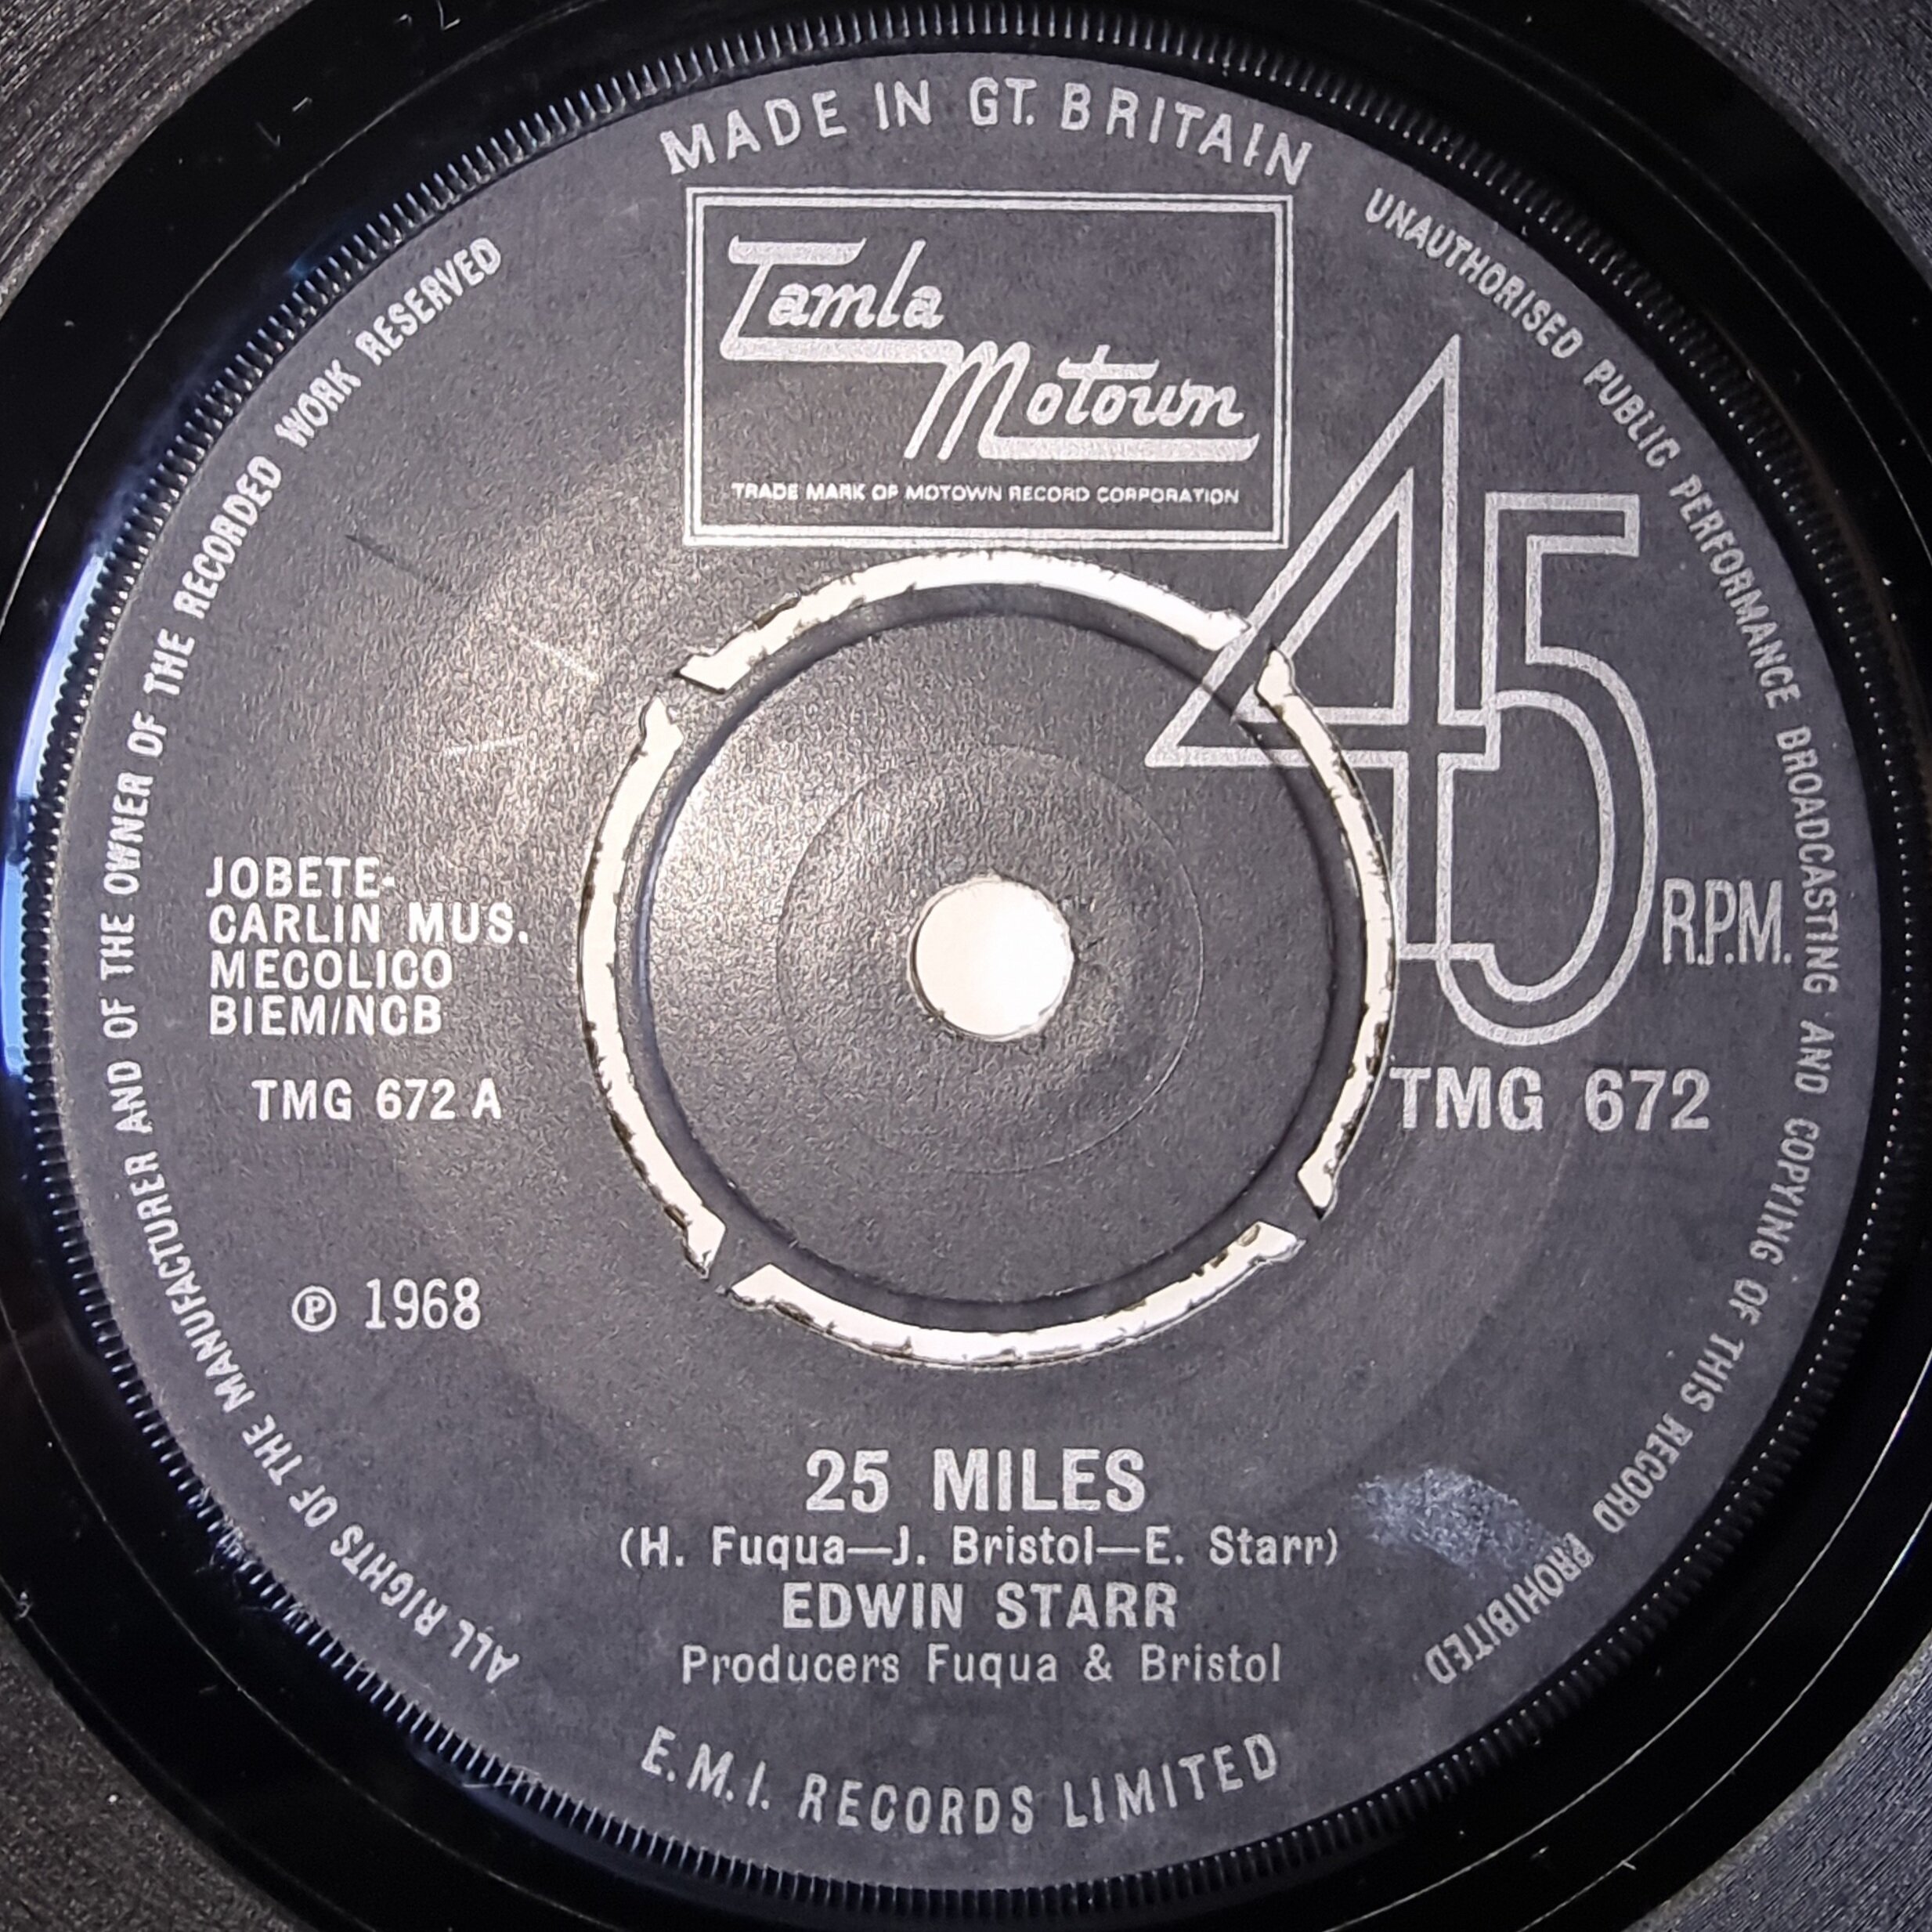 MADE IN GT. BRITAIN
Tamla
Motown
TRADE MARK OF MOTOWN RECORD CORPORATION
UNAUTHORISED PUBLIC PERFORMANCE BROADCASTING AND COPYING OF THIS RECORD PROHIBITED
ALL RIGHTS OF THE MANUFACTURER AND OF THE OWNER OF THE RECORDED WORK RESERVED
45 R.P.M.
JOBETE-
CARLIN MUS.
MECOLICO
BIEM/NCB
TMG 672 A
TMG 672
℗ 1968
25 MILES
(H. Fuqua—J. Bristol—E. Starr)
EDWIN STARR
Producers Fuqua & Bristol
E.M.I. RECORDS LIMITED